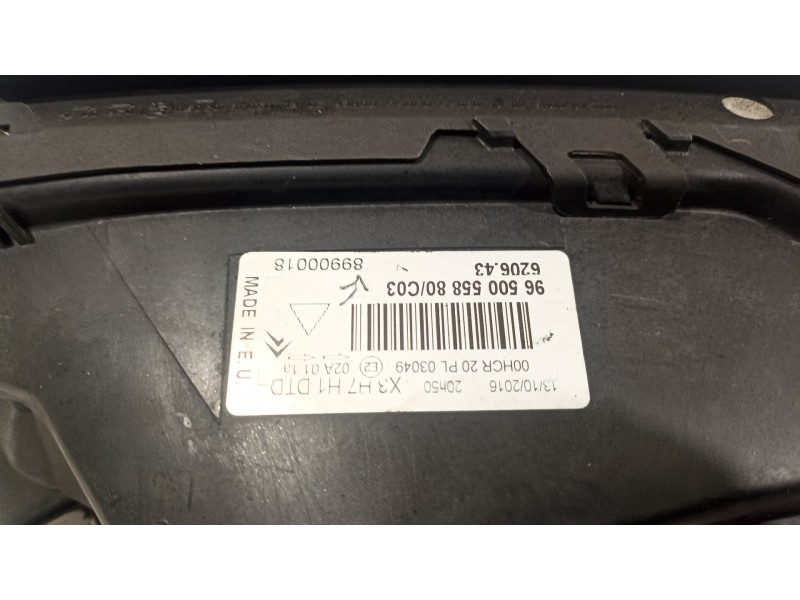 13/10/2016 20h50 X3 H7 H1 DTD
00HCR 20 PL 03049 E2 02A 01 1a
96 500 558 80/C03
6206.43 89900018
MADE IN E.U.